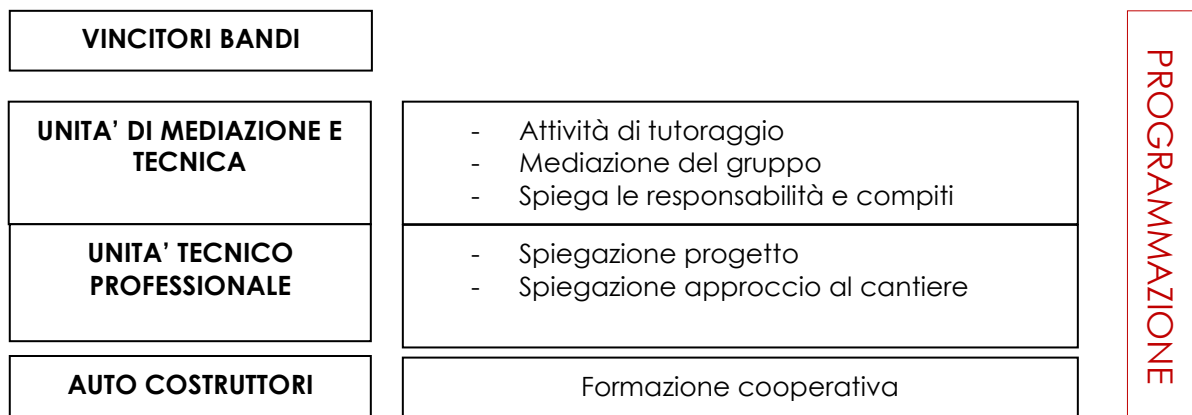 VINCITORI BANDI
UNITA’ DI MEDIAZIONE E
TECNICA
- Attività di tutoraggio
- Mediazione del gruppo
- Spiega le responsabilità e compiti
UNITA’ TECNICO
PROFESSIONALE
- Spiegazione progetto
- Spiegazione approccio al cantiere
AUTO COSTRUTTORI
Formazione cooperativa
PROGRAMMAZIONE